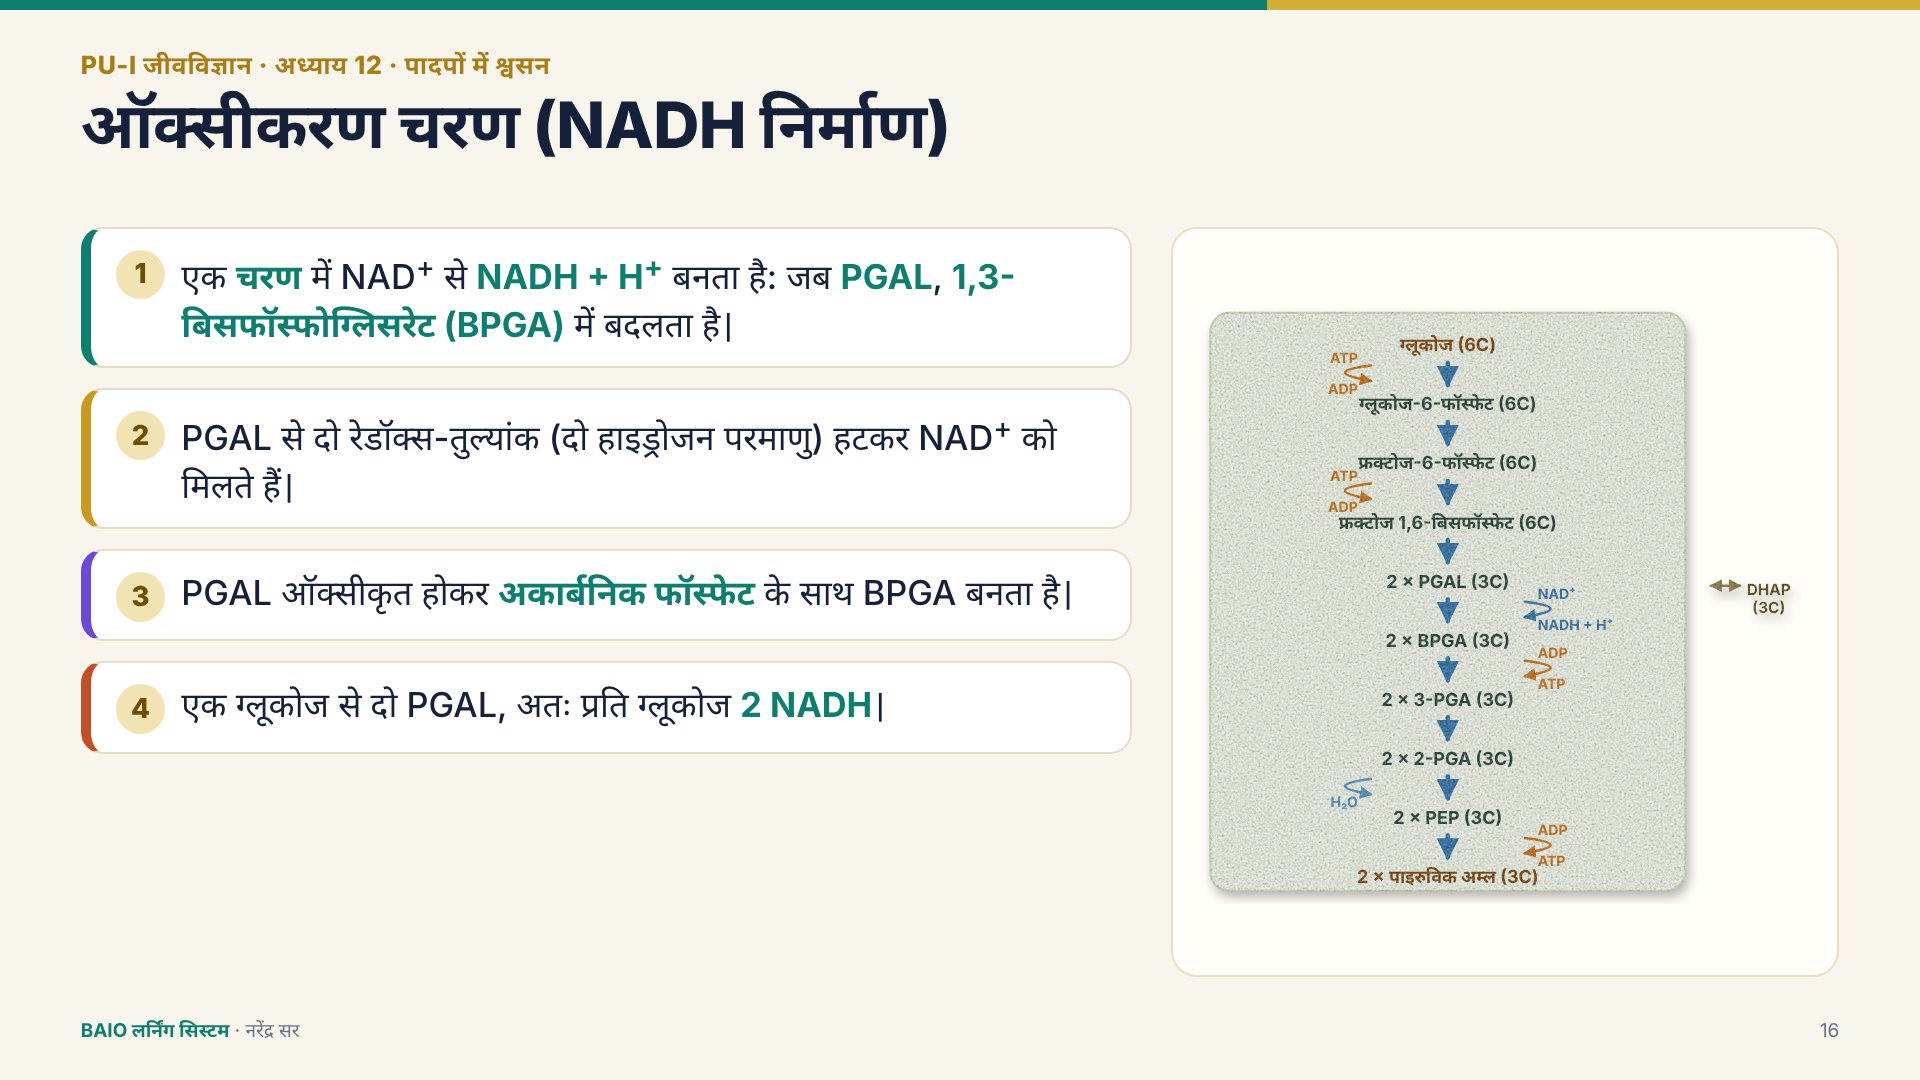 PU-I जीवविज्ञान · अध्याय 12 · पादपों में श्वसन
ऑक्सीकरण चरण (NADH निर्माण)
1
एक चरण में NAD⁺ से NADH + H⁺ बनता है: जब PGAL, 1,3-
बिसफॉस्फोग्लिसरेट (BPGA) में बदलता है|
2
PGAL से दो रेडॉक्स-तुल्यांक (दो हाइड्रोजन परमाणु) हटकर NAD⁺ को
मिलते हैं|
3
PGAL ऑक्सीकृत होकर अकार्बनिक फॉस्फेट के साथ BPGA बनता है|
4
एक ग्लूकोज से दो PGAL, अतः प्रति ग्लूकोज 2 NADH|
ग्लूकोज (6C)
ATP
ADP
ग्लूकोज-6-फॉस्फेट (6C)
फ्रक्टोज-6-फॉस्फेट (6C)
ATP
ADP
फ्रक्टोज 1,6-बिसफॉस्फेट (6C)
2 × PGAL (3C)
DHAP
(3C)
NAD⁺
NADH + H⁺
2 × BPGA (3C)
ADP
ATP
2 × 3-PGA (3C)
2 × 2-PGA (3C)
H₂O
2 × PEP (3C)
ADP
ATP
2 × पाइरुविक अम्ल (3C)
BAIO लर्निंग सिस्टम · नरेंद्र सर
16